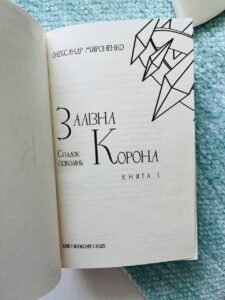 ОЛЕКСАНДР МИРОНЕНКО
ЗАЛІЗНА
СПАДОК
ПОКОЛІНЬ
КОРОНА
КНИГА 1